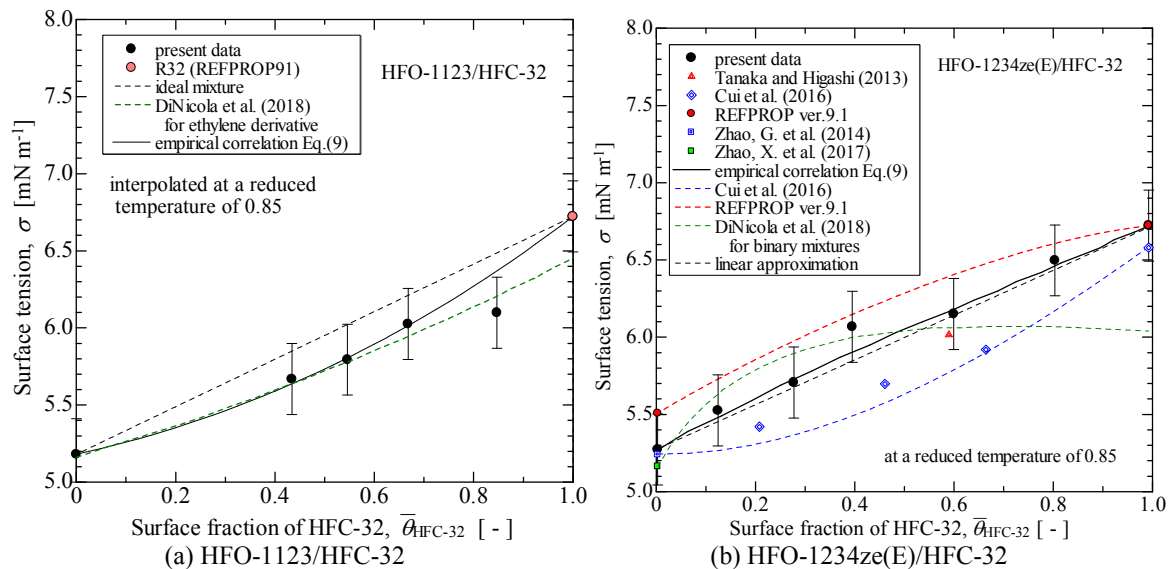 8.0
7.5
7.0
6.5
6.0
5.5
5.0
Surface tension, σ [mN m⁻¹]
present data
R32 (REFPROP91)
ideal mixture
DiNicola et al. (2018)
for ethylene derivative
empirical correlation Eq.(9)
HFO-1123/HFC-32
interpolated at a reduced
temperature of 0.85
0 0.2 0.4 0.6 0.8 1.0
Surface fraction of HFC-32, θ̅HFC-32 [ - ]
(a) HFO-1123/HFC-32
8.0
7.5
7.0
6.5
6.0
5.5
5.0
Surface tension, σ [mN m⁻¹]
present data
Tanaka and Higashi (2013)
Cui et al. (2016)
REFPROP ver.9.1
Zhao, G. et al. (2014)
Zhao, X. et al. (2017)
empirical correlation Eq.(9)
Cui et al. (2016)
REFPROP ver.9.1
DiNicola et al. (2018)
for binary mixtures
linear approximation
HFO-1234ze(E)/HFC-32
at a reduced temperature of 0.85
0 0.2 0.4 0.6 0.8 1.0
Surface fraction of HFC-32, θ̅HFC-32 [ - ]
(b) HFO-1234ze(E)/HFC-32